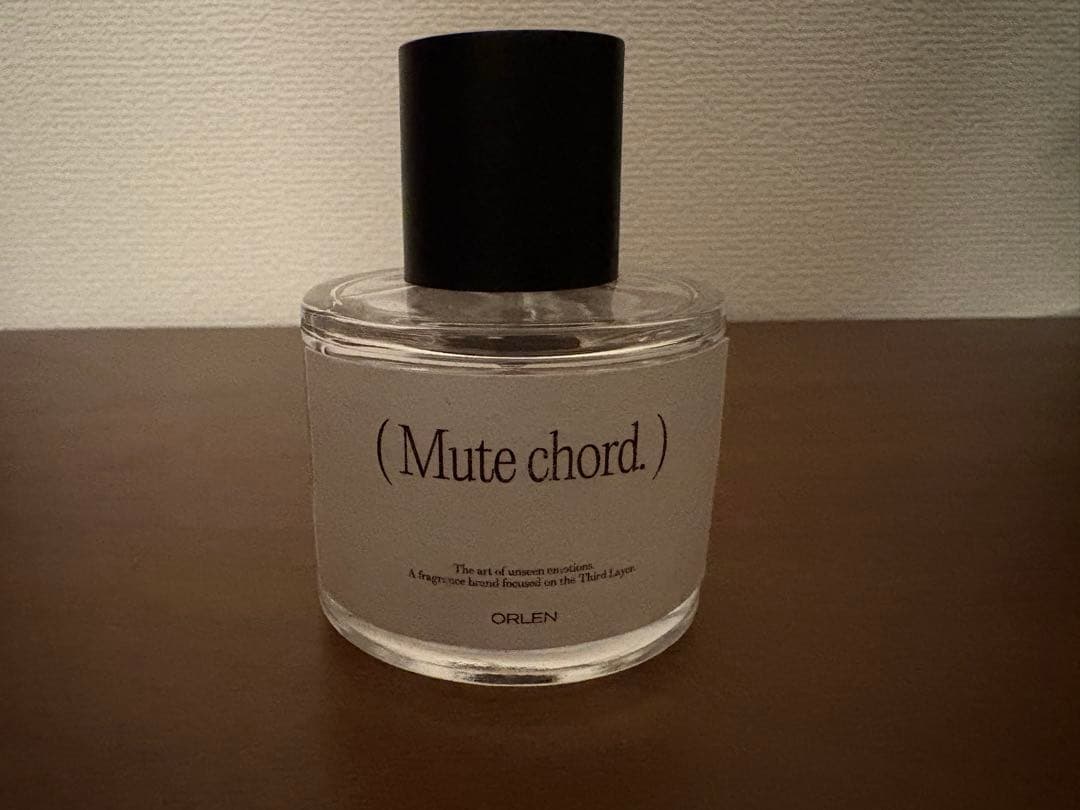 ( Mute chord. )
The art of unseen emotions.
A fragrance brand focused on the Third Layer.
ORLEN